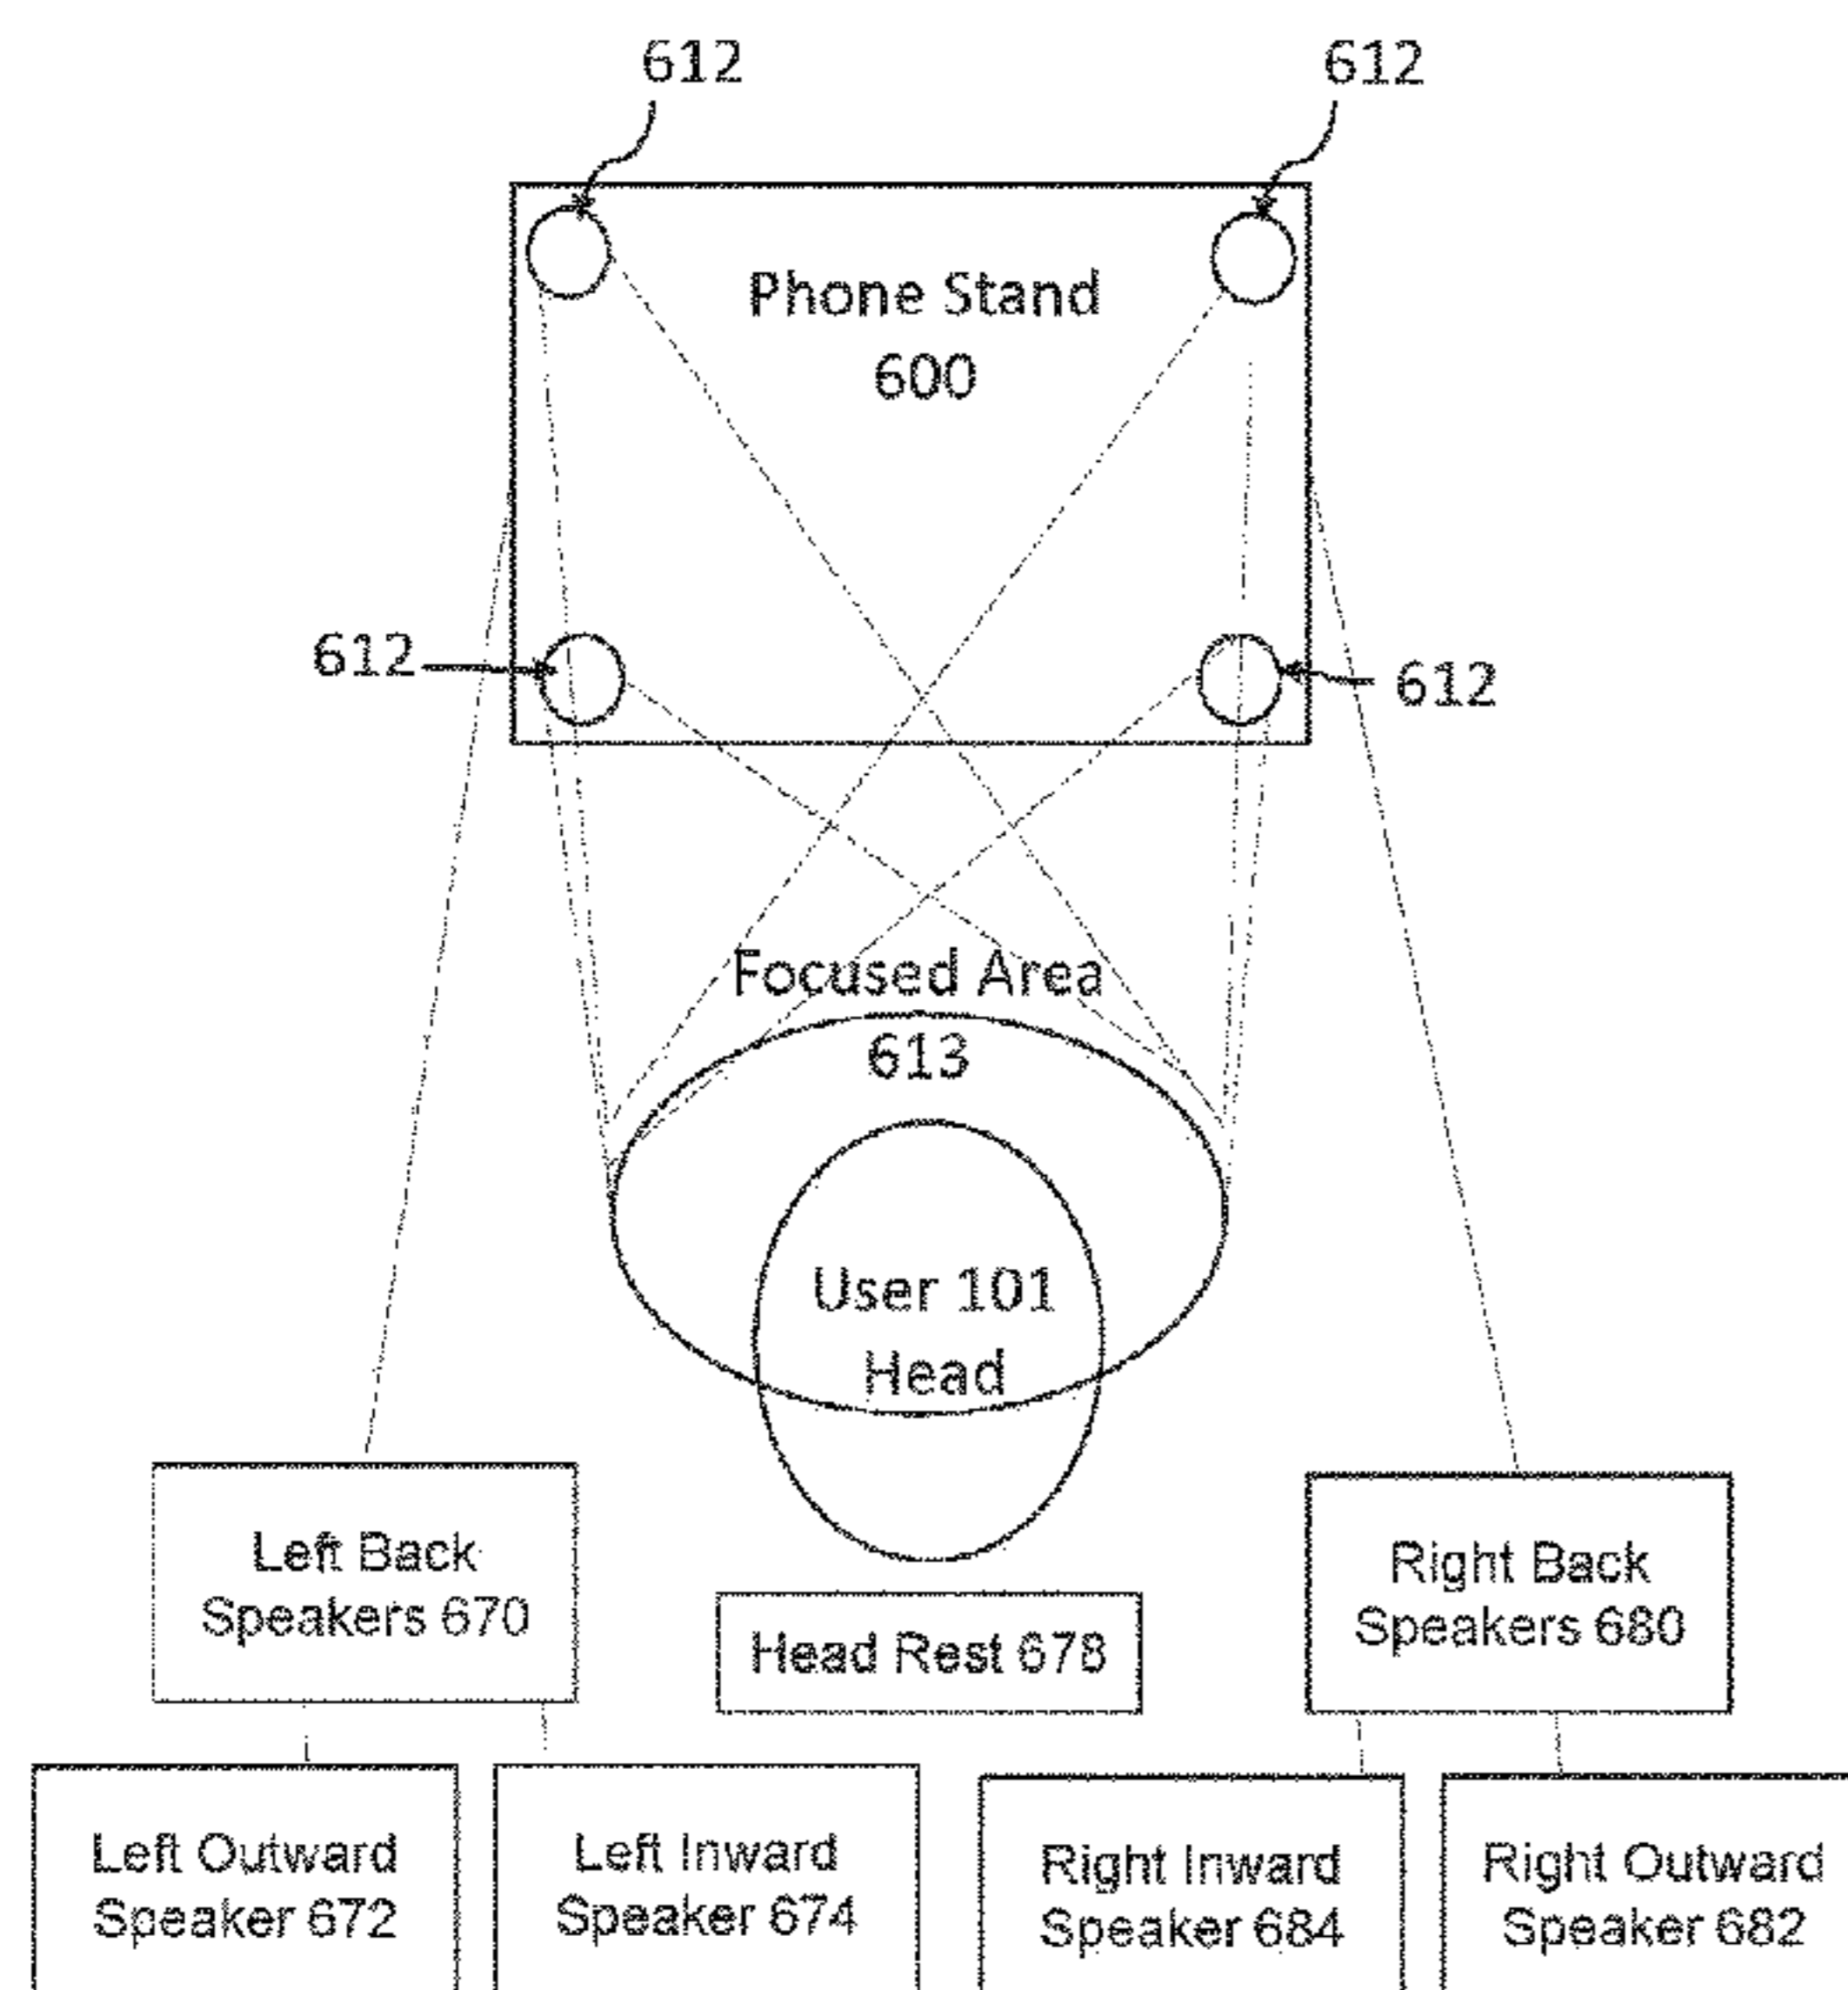 612
612
Phone Stand
600
612
612
Focused Area
613
User 101
Head
Left Back
Speakers 670
Right Back
Speakers 680
Head Rest 678
Left Outward
Speaker 672
Left Inward
Speaker 674
Right Inward
Speaker 684
Right Outward
Speaker 682